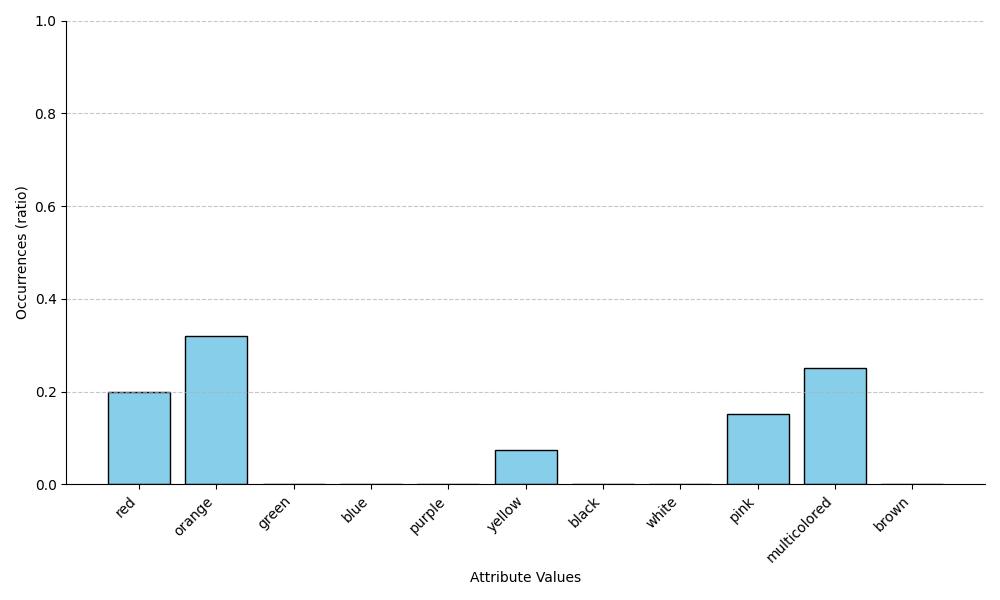 1.0
0.8
0.6
0.4
0.2
0.0
Occurrences (ratio)
red
orange
green
blue
purple
yellow
black
white
pink
multicolored
brown
Attribute Values